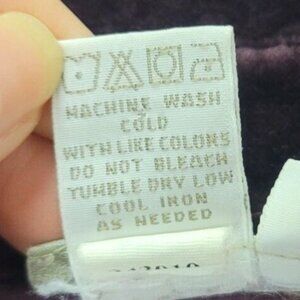 MACHINE WASH
COLD
WITH LIKE COLORS
DO NOT BLEACH
TUMBLE DRY LOW
COOL IRON
AS NEEDED